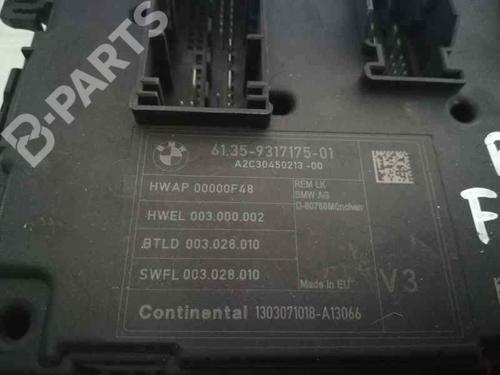 B-PARTS
61.35-9317175-01
A2C30450213-00
HWAP 00000F48
REM LK
BMW AG
D-80788München
HWEL 003.000.002
BTLD 003.028.010
SWFL 003.028.010
Made in EU
V3
Continental 1303071018-A13066
F